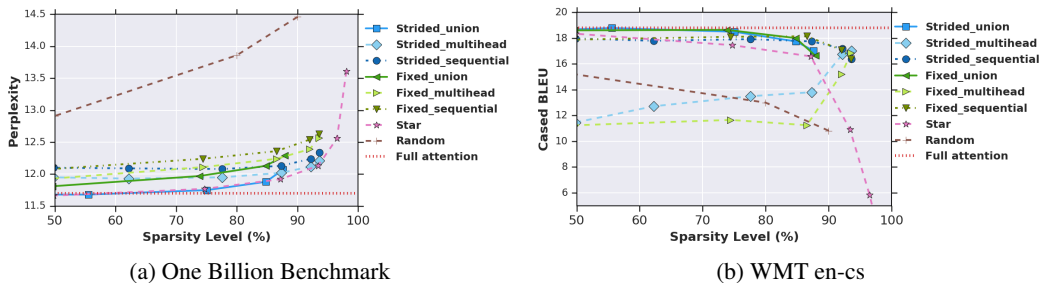 14.5
14.0
13.5
13.0
12.5
12.0
11.5
Perplexity
50
60
70
80
90
100
Sparsity Level (%)
Strided_union
Strided_multihead
Strided_sequential
Fixed_union
Fixed_multihead
Fixed_sequential
Star
Random
Full attention
(a) One Billion Benchmark
20
18
16
14
12
10
8
6
Cased BLEU
50
60
70
80
90
100
Sparsity Level (%)
Strided_union
Strided_multihead
Strided_sequential
Fixed_union
Fixed_multihead
Fixed_sequential
Star
Random
Full attention
(b) WMT en-cs